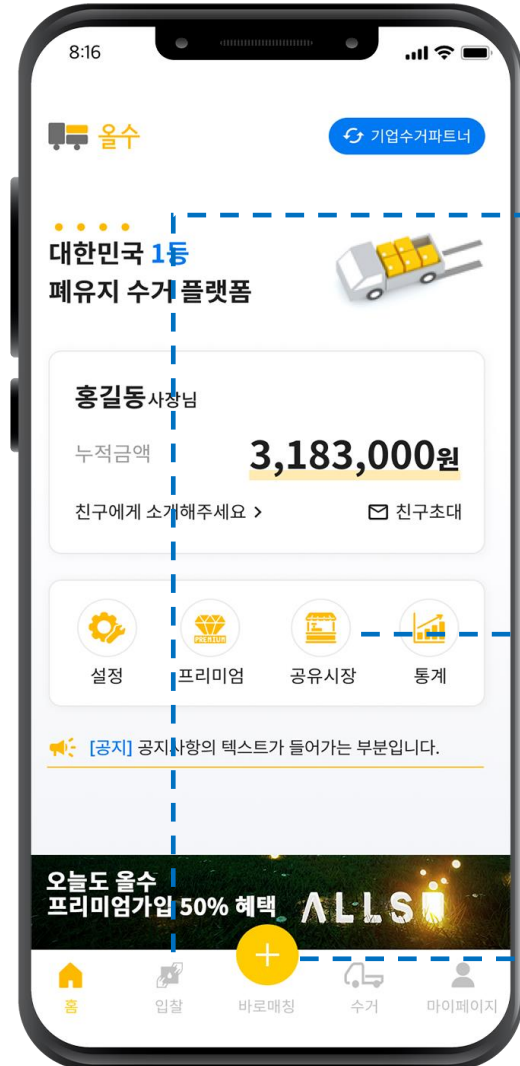 8:16
올수
기업수거파트너
대한민국 1등
폐유지 수거 플랫폼
홍길동사장님
누적금액 3,183,000원
친구에게 소개해주세요 >
친구초대
PREMIUM
설정 프리미엄 공유시장 통계
[공지] 공지사항의 텍스트가 들어가는 부분입니다.
오늘도 올수
프리미엄가입 50% 혜택
ALLS
+
홈 입찰 바로매칭 수거 마이페이지